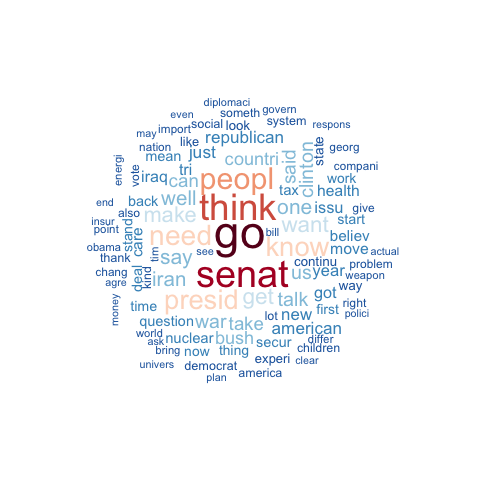 diplomaci
even
someth
govern
import
social
look
system
respons
may
like
republican
state
georg
nation
mean
just
countri
said
clinton
compani
energi
vote
iraq
can
tri
peopl
tax
health
work
back
well
think
one
issu
start
give
end
also
make
want
insur
point
stand
need
go
bill
know
believ
obama
care
say
see
move
actual
thank
tim
senat
us
continu
problem
chang
deal
kind
iran
year
weapon
agre
presid
get
talk
got
way
money
time
lot
new
first
right
polici
world
question
war
take
american
differ
ask
nuclear
bush
secur
children
bring
now
thing
experi
clear
univers
democrat
america
plan